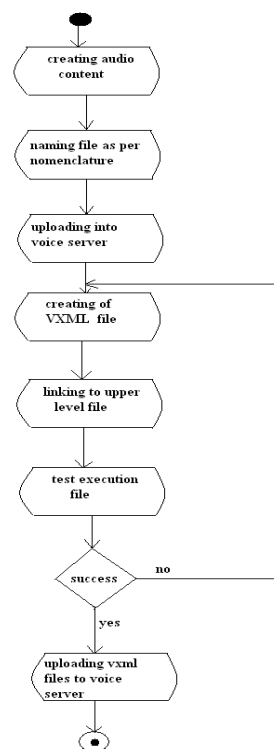 creating audio
content
naming file as per
nomenclature
uploading into
voice server
creating of
VXML file
linking to upper
level file
test execution
file
success
no
yes
uploading vxml
files to voice
server